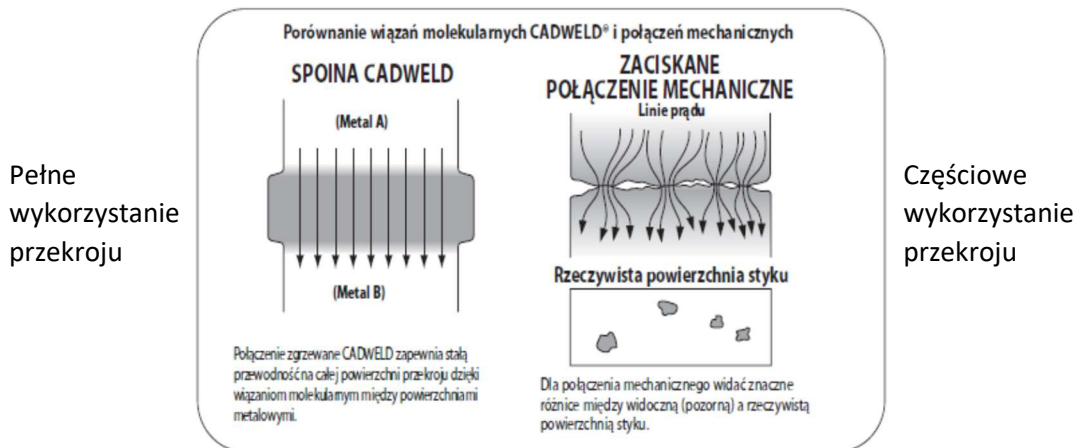 Porównanie wiązań molekularnych CADWELD® i połączeń mechanicznych
SPOINA CADWELD
(Metal A)
(Metal B)
Połączenie zgrzewane CADWELD zapewnia stałą
przewodność na całej powierzchni przekroju dzięki
wiązaniom molekularnym między powierzchniami
metalowymi.
ZACISKANE
POŁĄCZENIE MECHANICZNE
Linie prądu
Rzeczywista powierzchnia styku
Dla połączenia mechanicznego widać znaczne
różnice między widoczną (pozorną) a rzeczywistą
powierzchnią styku.
Pełne
wykorzystanie
przekroju
Częściowe
wykorzystanie
przekroju